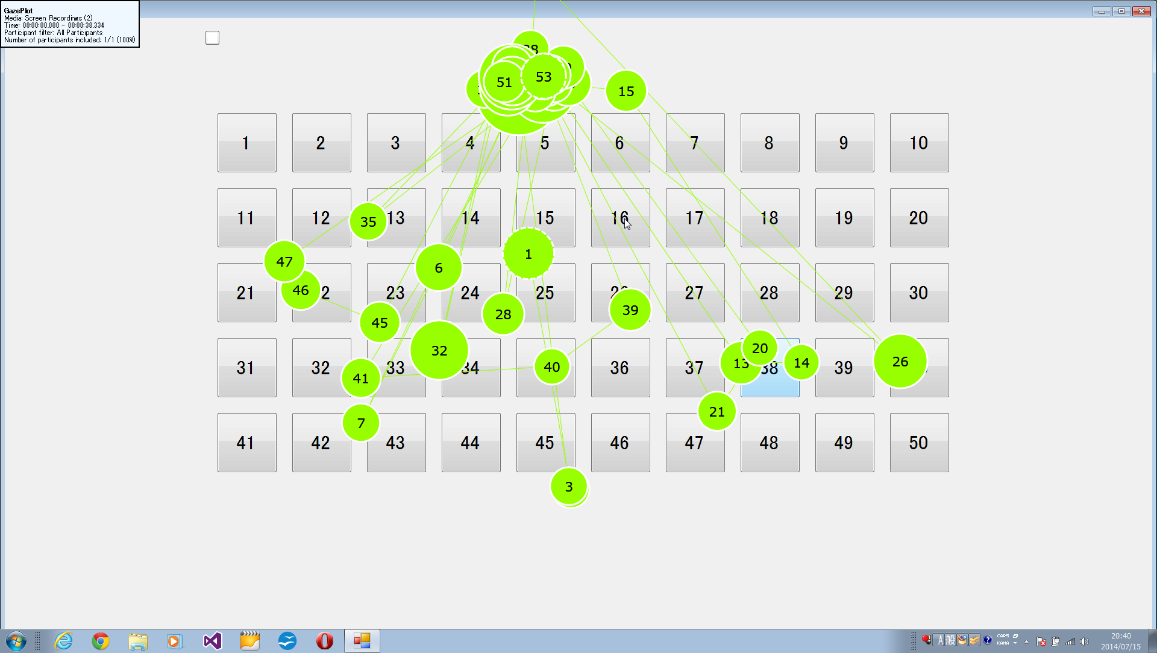 GazePlot
Media: Screen Recordings (2)
Time: 00:00:00.000 - 00:00:38.334
Participant filter: All Participants
Number of participants included: 1/1 (100%)
51 53 15
1 2 3 4 5 6 7 8 9 10
11 12 35 13 14 15 16 17 18 19 20
47 6 1
21 46 23 24 25 27 28 29 30
45 28 39
31 32 41 33 32 40 36 37 13 20 38 14 39 26
7 21
41 42 43 44 45 46 47 48 49 50
3
20:40
2014/07/15